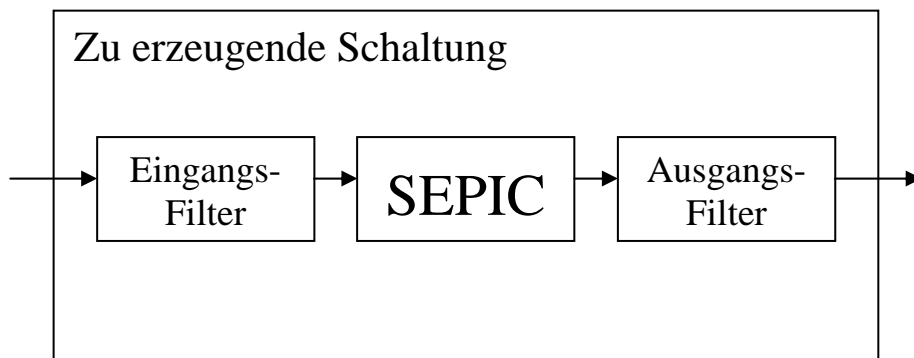 Zu erzeugende Schaltung
Eingangs-
Filter
SEPIC
Ausgangs-
Filter